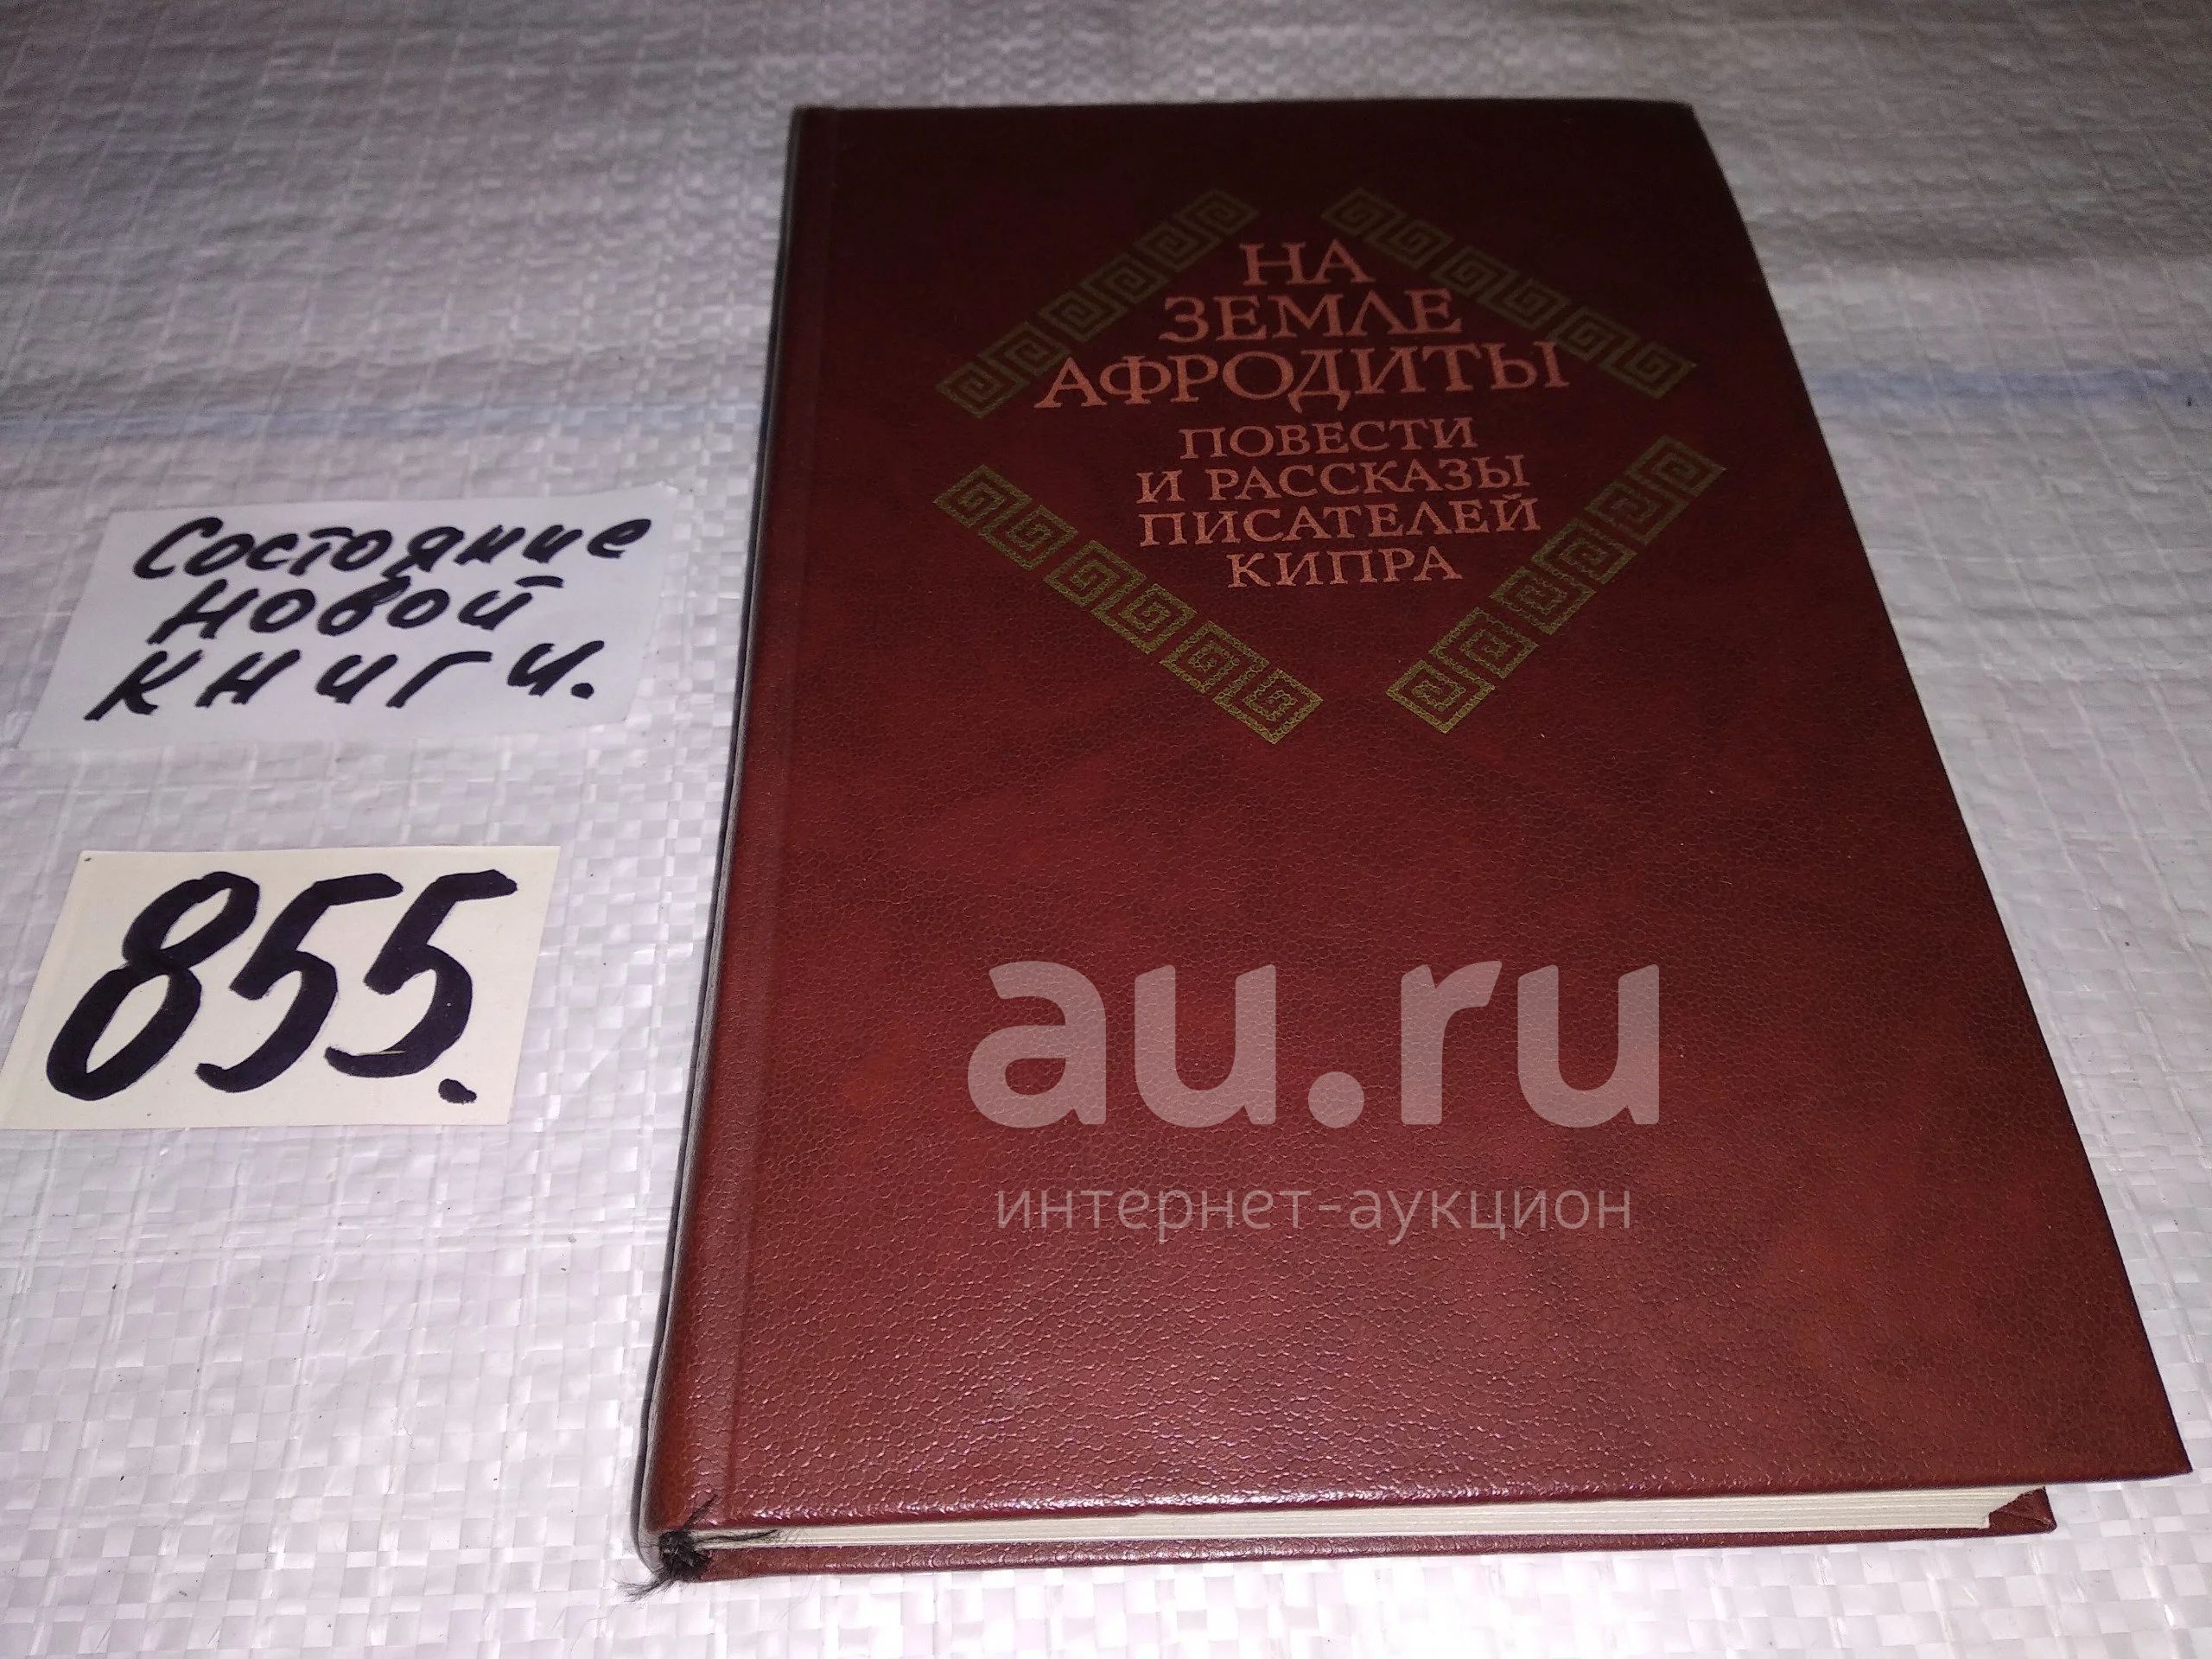 НА
ЗЕМЛЕ
АФРОДИТЫ
ПОВЕСТИ
И РАССКАЗЫ
ПИСАТЕЛЕЙ
КИПРА
Состояние
новой
книги.
855.
au.ru
интернет-аукцион